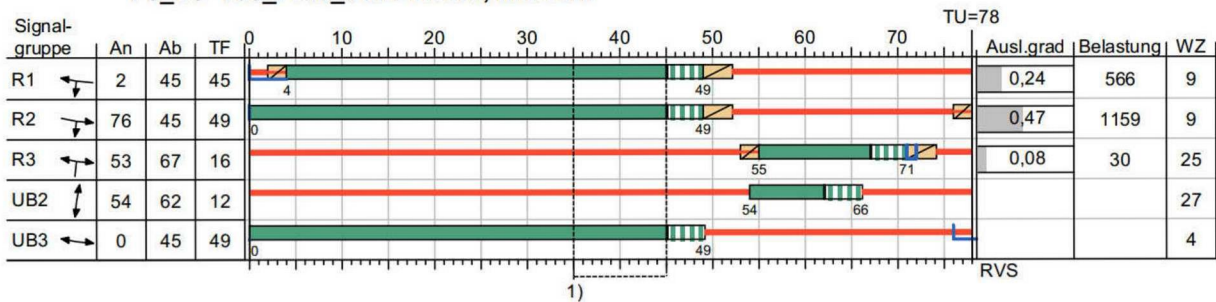 TU=78
Signal-
gruppe An Ab TF 0 10 20 30 40 50 60 70 Ausl.grad Belastung WZ
R1 2 45 45 4 49 0,24 566 9
R2 76 45 49 0 49 0,47 1159 9
R3 53 67 16 55 71 0,08 30 25
UB2 54 62 12 54 66 27
UB3 0 45 49 0 49 4
RVS
1)